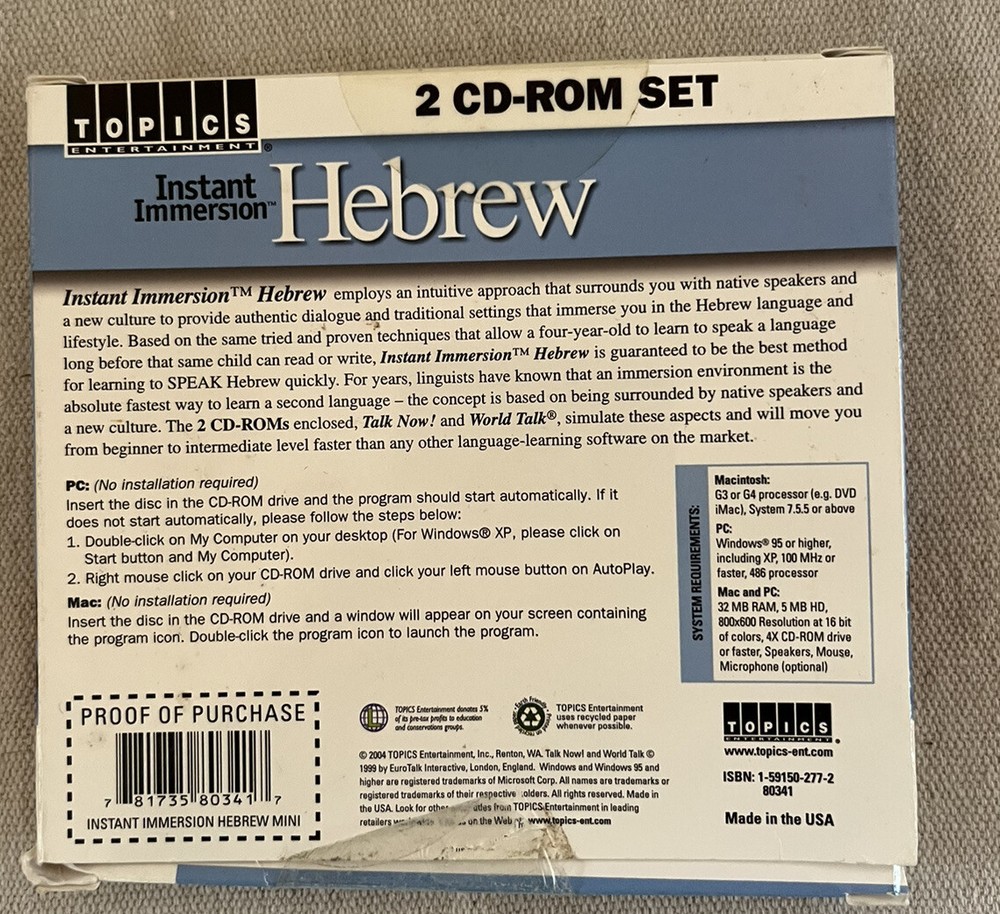 TOPICS
ENTERTAINMENT®
2 CD-ROM SET
Instant
Immersion™
Hebrew
Instant Immersion™ Hebrew employs an intuitive approach that surrounds you with native speakers and
a new culture to provide authentic dialogue and traditional settings that immerse you in the Hebrew language and
lifestyle. Based on the same tried and proven techniques that allow a four-year-old to learn to speak a language
long before that same child can read or write, Instant Immersion™ Hebrew is guaranteed to be the best method
for learning to SPEAK Hebrew quickly. For years, linguists have known that an immersion environment is the
absolute fastest way to learn a second language – the concept is based on being surrounded by native speakers and
a new culture. The 2 CD-ROMs enclosed, Talk Now! and World Talk®, simulate these aspects and will move you
from beginner to intermediate level faster than any other language-learning software on the market.
PC: (No installation required)
Insert the disc in the CD-ROM drive and the program should start automatically. If it
does not start automatically, please follow the steps below:
1. Double-click on My Computer on your desktop (For Windows® XP, please click on
Start button and My Computer).
2. Right mouse click on your CD-ROM drive and click your left mouse button on AutoPlay.
Mac: (No installation required)
Insert the disc in the CD-ROM drive and a window will appear on your screen containing
the program icon. Double-click the program icon to launch the program.
SYSTEM REQUIREMENTS:
Macintosh:
G3 or G4 processor (e.g. DVD
iMac), System 7.5.5 or above
PC:
Windows® 95 or higher,
including XP, 100 MHz or
faster, 486 processor
Mac and PC:
32 MB RAM, 5 MB HD,
800x600 Resolution at 16 bit
of colors, 4X CD-ROM drive
or faster, Speakers, Mouse,
Microphone (optional)
PROOF OF PURCHASE
7 81735 80341 7
INSTANT IMMERSION HEBREW MINI
TOPICS Entertainment donates 5%
of its pre-tax profits to education
and conservations groups.
Earth Friendly
TOPICS Entertainment
uses recycled paper
whenever possible.
© 2004 TOPICS Entertainment, Inc., Renton, WA. Talk Now! and World Talk ©
1999 by EuroTalk Interactive, London, England. Windows and Windows 95 and
higher are registered trademarks of Microsoft Corp. All names are trademarks or
registered trademarks of their respective olders. All rights reserved. Made in
the USA. Look for other from TOPICS Entertainment in leading
retailers on the Web www.topics-ent.com
TOPICS
ENTERTAINMENT®
www.topics-ent.com
ISBN: 1-59150-277-2
80341
Made in the USA